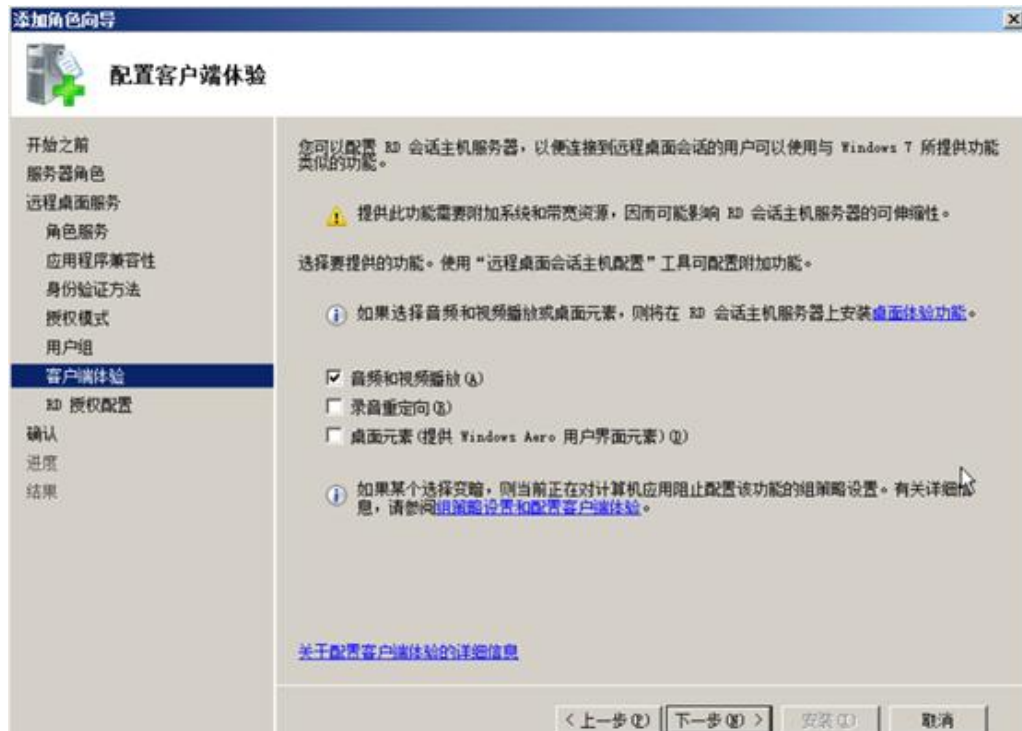 添加角色向导
配置客户端体验
开始之前
服务器角色
远程桌面服务
角色服务
应用程序兼容性
身份验证方法
授权模式
用户组
客户端体验
RD 授权配置
确认
进度
结果
您可以配置 RD 会话主机服务器，以便连接到远程桌面会话的用户可以使用与 Windows 7 所提供功能
类似的功能。
提供此功能需要附加系统和带宽资源，因而可能影响 RD 会话主机服务器的可伸缩性。
选择要提供的功能。使用“远程桌面会话主机配置”工具可配置附加功能。
如果选择音频和视频播放或桌面元素，则将在 RD 会话主机服务器上安装桌面体验功能。
音频和视频播放(A)
录音重定向(R)
桌面元素(提供 Windows Aero 用户界面元素)(D)
如果某个选择变暗，则当前正在对计算机应用阻止配置该功能的组策略设置。有关详细信
息，请参阅组策略设置和配置客户端体验。
关于配置客户端体验的详细信息
< 上一步(P)
下一步(N) >
安装(I)
取消